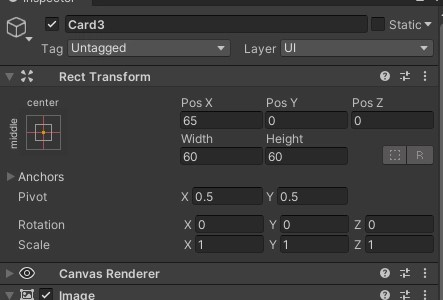 Inspector
Card3
Static
Tag Untagged Layer UI
Rect Transform
center
middle
Pos X Pos Y Pos Z
65 0 0
Width Height
60 60
R
Anchors
Pivot X 0.5 Y 0.5
Rotation X 0 Y 0 Z 0
Scale X 1 Y 1 Z 1
Canvas Renderer
Image